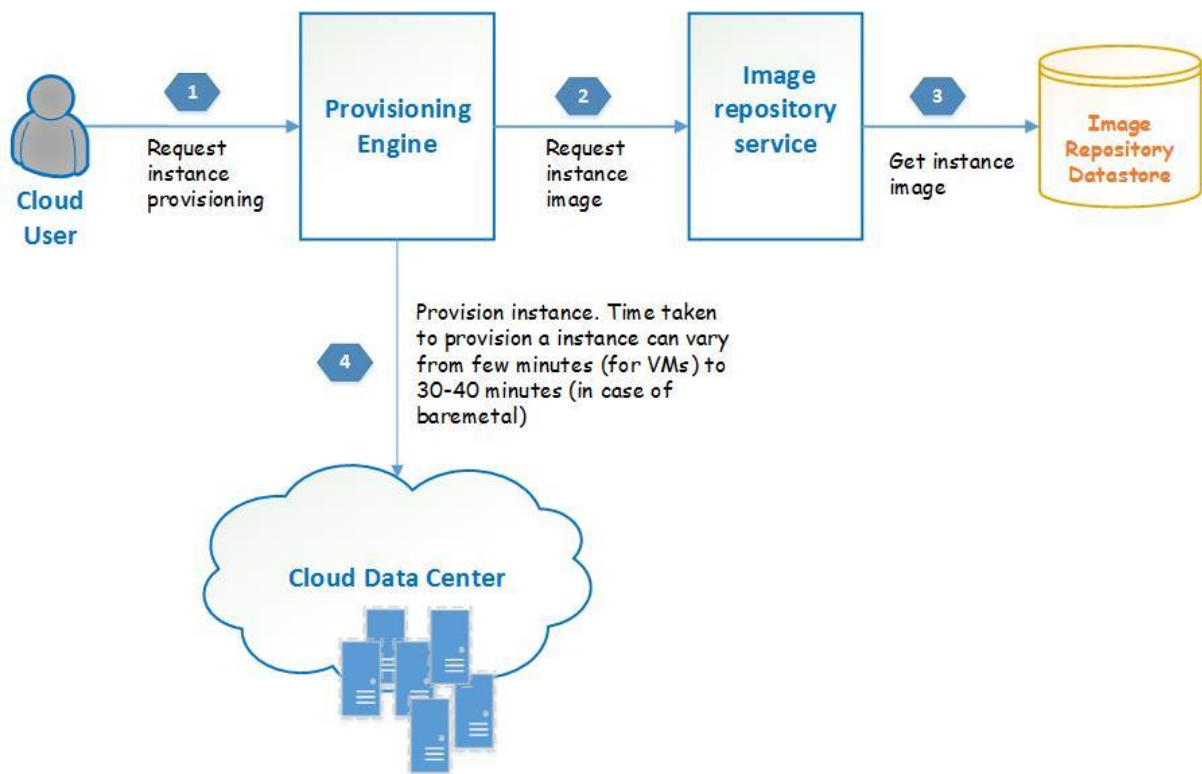 Cloud
User
1
Request
instance
provisioning
Provisioning
Engine
2
Request
instance
image
Image
repository
service
3
Get instance
image
Image
Repository
Datastore
4
Provision instance. Time taken
to provision a instance can vary
from few minutes (for VMs) to
30-40 minutes (in case of
baremetal)
Cloud Data Center